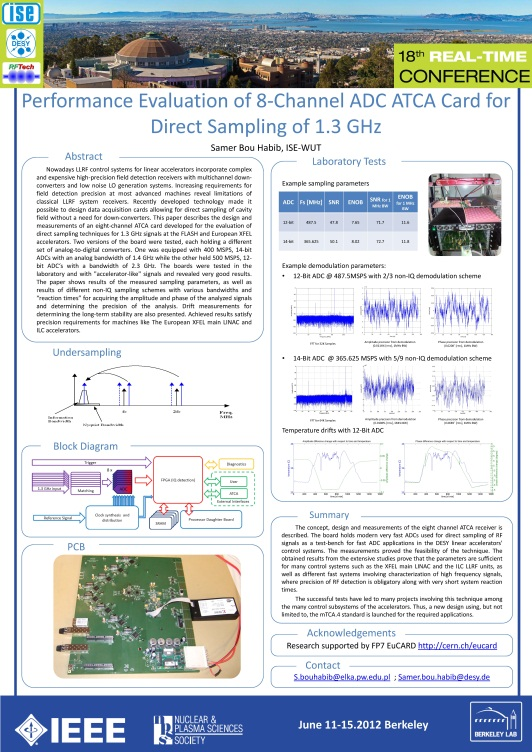 ISE
DESY
RFTech
18th REAL-TIME
CONFERENCE
Performance Evaluation of 8-Channel ADC ATCA Card for
Direct Sampling of 1.3 GHz
Samer Bou Habib, ISE-WUT
Abstract
Nowadays LLRF control systems for linear accelerators incorporate complex
and expensive high-precision field detection receivers with multichannel down-
converters and low noise LO generation systems. Increasing requirements for
field detection precision at most advanced machines reveal limitations of
classical LLRF system receivers. Recently developed technology made it
possible to design data acquisition cards allowing for direct sampling of cavity
field without a need for down-converters. This paper describes the design and
measurements of an eight-channel ATCA card developed for the evaluation of
direct sampling techniques for 1.3 GHz signals at the FLASH and European XFEL
accelerators. Two versions of the board were tested, each holding a different
set of analog-to-digital converters. One was equipped with 400 MSPS, 14-bit
ADC's with an analog bandwidth of 1.4 GHz while the other held 500 MSPS, 12-
bit ADC's with a bandwidth of 2.3 GHz. The boards were tested in the
laboratory and with "accelerator-like" signals and revealed very good results.
The paper shows results of the measured sampling parameters, as well as
results of different non-IQ sampling schemes with various bandwidths and
"reaction times" for acquiring the amplitude and phase of the analyzed signals
and determining the precision of the analysis. Drift measurements for
determining the long-term stability are also presented. Achieved results satisfy
precision requirements for machines like The European XFEL main LINAC and
ILC accelerators.
Undersampling
Information
Bandwidth
Nyquist Bandwidth
fs
2fs
Freq.
MHz
Block Diagram
Trigger
8 x
1.3 GHz Input
Matching
FPGA (IQ detection)
Diagnostics
User
ATCA
External Interfaces
Reference Signal
Clock synthesis and
distribution
SRAM
Processor Daughter Board
PCB
Laboratory Tests
Example sampling parameters
ADC Fs [MHz] SNR ENOB SNR for 1 MHz BW ENOB for 1 MHz BW
12-bit 487.5 47.8 7.65 71.7 11.6
14-bit 365.625 50.1 8.02 72.7 11.8
Example demodulation parameters:
• 12-Bit ADC @ 487.5MSPS with 2/3 non-IQ demodulation scheme
• 14-Bit ADC @ 365.625 MSPS with 5/9 non-IQ demodulation scheme
Temperature drifts with 12-Bit ADC
Summary
The concept, design and measurements of the eight channel ATCA receiver is
described. The board holds modern very fast ADCs used for direct sampling of RF
signals as a test-bench for fast ADC applications in the DESY linear accelerators'
control systems. The measurements proved the feasibility of the technique. The
obtained results from the extensive studies prove that the parameters are sufficient
for many control systems such as the XFEL main LINAC and the ILC LLRF units, as
well as different fast systems involving characterization of high frequency signals,
where precision of RF detection is obligatory along with very short system reaction
times.
The successful tests have led to many projects involving this technique among
the many control subsystems of the accelerators. Thus, a new design using, but not
limited to, the mTCA.4 standard is launched for the required applications.
Acknowledgements
Research supported by FP7 EuCARD http://cern.ch/eucard
Contact
S.bouhabib@elka.pw.edu.pl ; Samer.bou.habib@desy.de
IEEE
NUCLEAR &
PLASMA SCIENCES
SOCIETY
June 11-15.2012 Berkeley
BERKELEY LAB